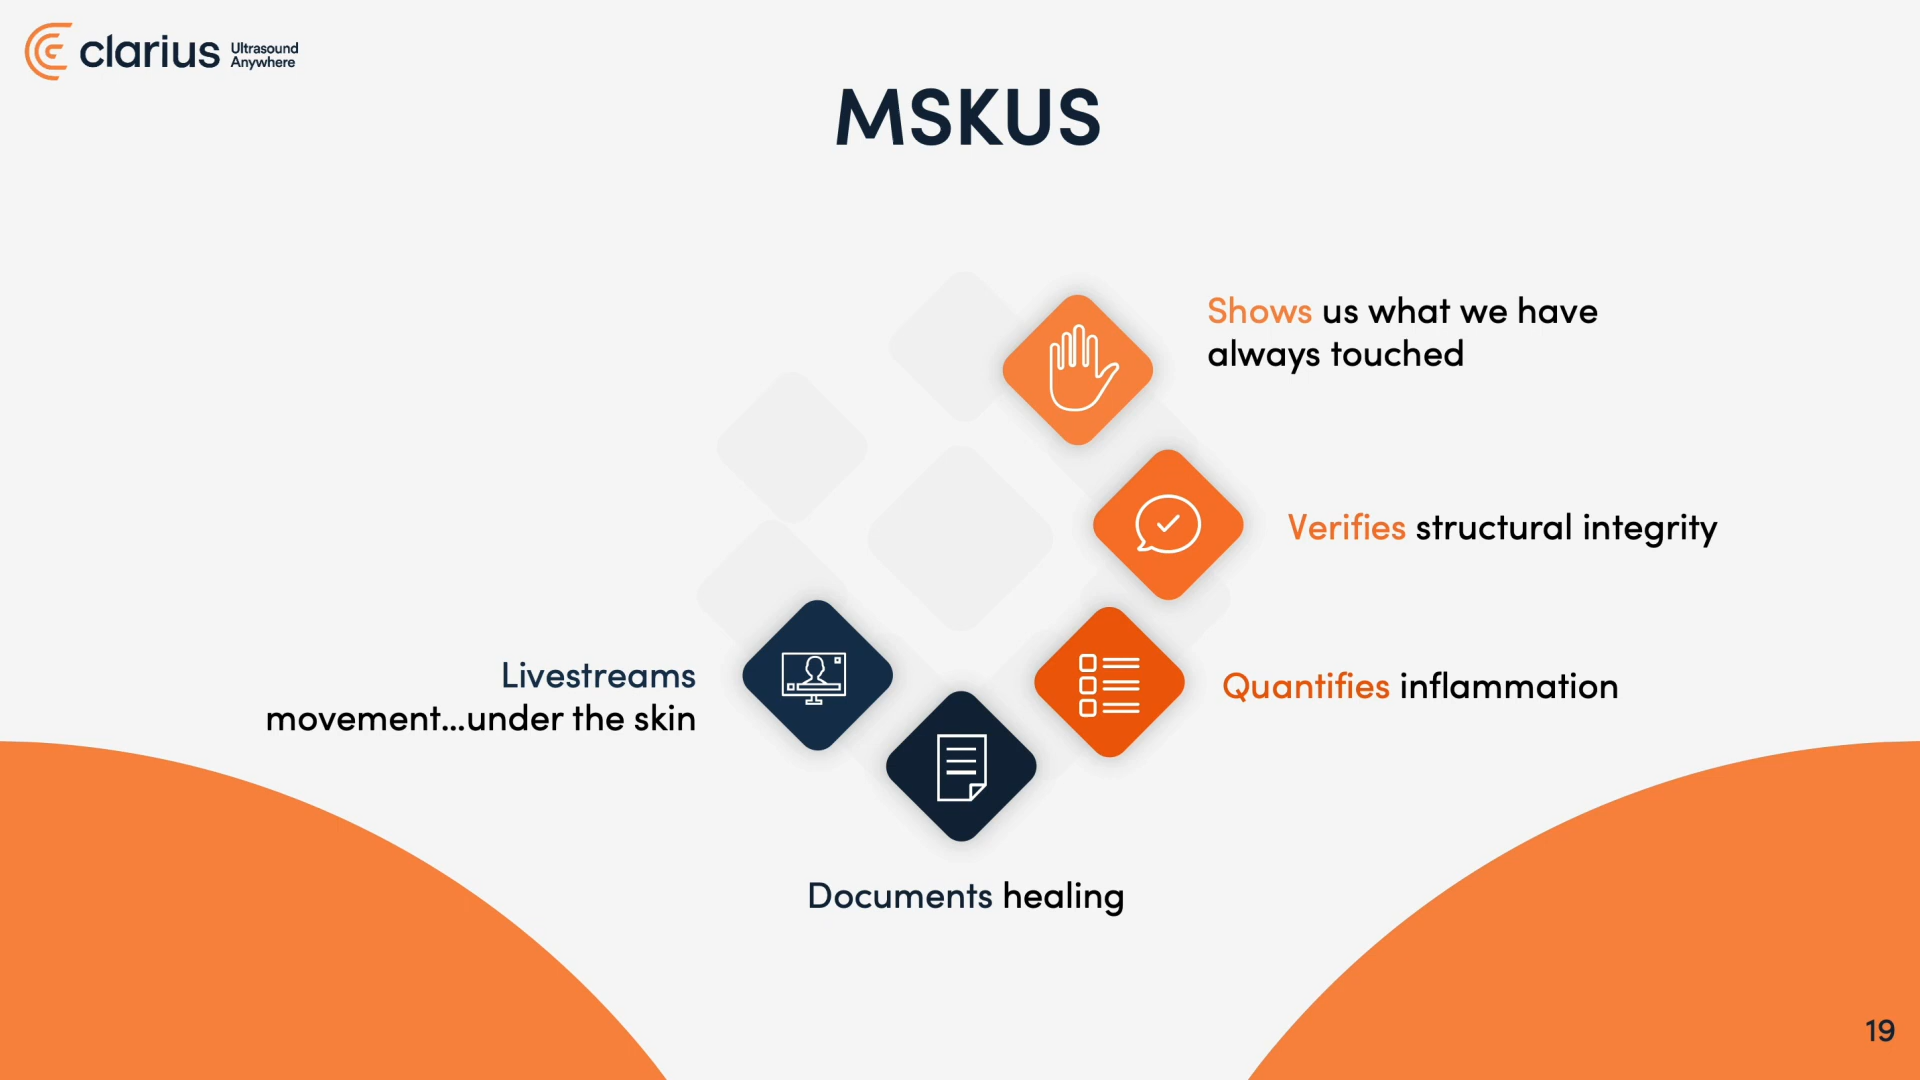 clarius Ultrasound
Anywhere
MSKUS
Shows us what we have
always touched
Verifies structural integrity
Quantifies inflammation
Documents healing
Livestreams
movement...under the skin
19